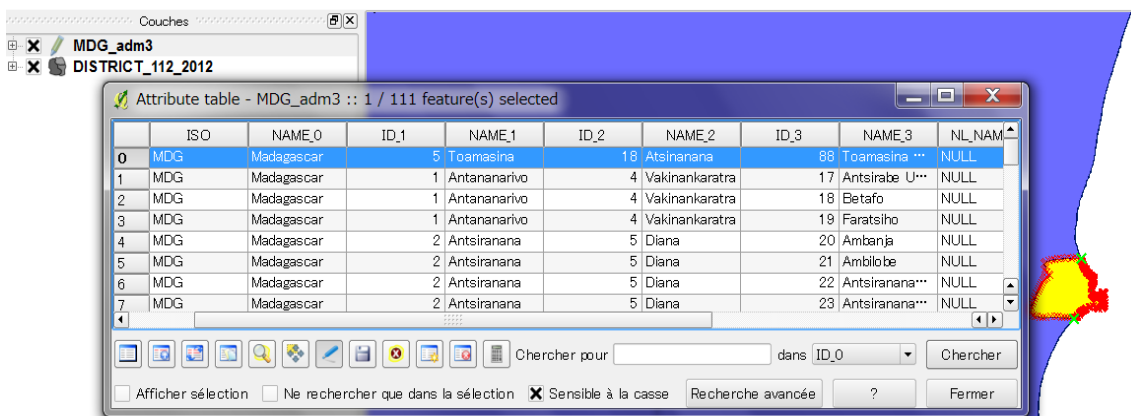 Couches
MDG_adm3
DISTRICT_112_2012
Attribute table - MDG_adm3 :: 1 / 111 feature(s) selected
ISO NAME_0 ID_1 NAME_1 ID_2 NAME_2 ID_3 NAME_3 NL_NAM
0 MDG Madagascar 5 Toamasina 18 Atsinanana 88 Toamasina … NULL
1 MDG Madagascar 1 Antananarivo 4 Vakinankaratra 17 Antsirabe U… NULL
2 MDG Madagascar 1 Antananarivo 4 Vakinankaratra 18 Betafo NULL
3 MDG Madagascar 1 Antananarivo 4 Vakinankaratra 19 Faratsiho NULL
4 MDG Madagascar 2 Antsiranana 5 Diana 20 Ambanja NULL
5 MDG Madagascar 2 Antsiranana 5 Diana 21 Ambilobe NULL
6 MDG Madagascar 2 Antsiranana 5 Diana 22 Antsiranana… NULL
7 MDG Madagascar 2 Antsiranana 5 Diana 23 Antsiranana… NULL
Chercher pour dans ID_0 Chercher
Afficher sélection Ne rechercher que dans la sélection Sensible à la casse Recherche avancée ? Fermer